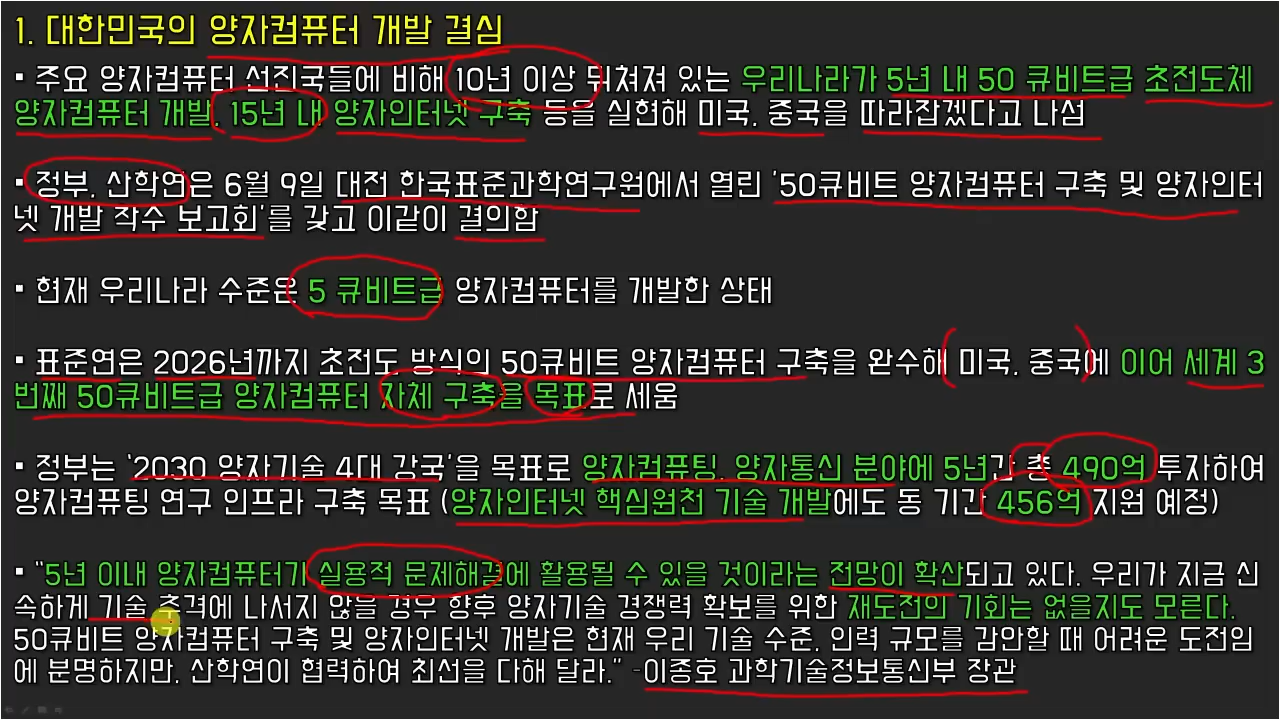 1. 대한민국의 양자컴퓨터 개발 결심
▪ 주요 양자컴퓨터 선진국들에 비해 10년 이상 뒤쳐져 있는 우리나라가 5년 내 50 큐비트급 초전도체
양자컴퓨터 개발, 15년 내 양자인터넷 구축 등을 실현해 미국, 중국을 따라잡겠다고 나섬
▪ 정부, 산학연은 6월 9일 대전 한국표준과학연구원에서 열린 '50큐비트 양자컴퓨터 구축 및 양자인터
넷 개발 착수 보고회'를 갖고 이같이 결의함
▪ 현재 우리나라 수준은 5 큐비트급 양자컴퓨터를 개발한 상태
▪ 표준연은 2026년까지 초전도 방식의 50큐비트 양자컴퓨터 구축을 완수해 미국, 중국에 이어 세계 3
번째 50큐비트급 양자컴퓨터 자체 구축을 목표로 세움
▪ 정부는 '2030 양자기술 4대 강국'을 목표로 양자컴퓨팅, 양자통신 분야에 5년간 총 490억 투자하여
양자컴퓨팅 연구 인프라 구축 목표 (양자인터넷 핵심원천 기술 개발에도 동 기간 456억 지원 예정)
▪ "5년 이내 양자컴퓨터가 실용적 문제해결에 활용될 수 있을 것이라는 전망이 확산되고 있다. 우리가 지금 신
속하게 기술 추격에 나서지 않을 경우 향후 양자기술 경쟁력 확보를 위한 재도전의 기회는 없을지도 모른다.
50큐비트 양자컴퓨터 구축 및 양자인터넷 개발은 현재 우리 기술 수준, 인력 규모를 감안할 때 어려운 도전임
에 분명하지만, 산학연이 협력하여 최선을 다해 달라." -이종호 과학기술정보통신부 장관